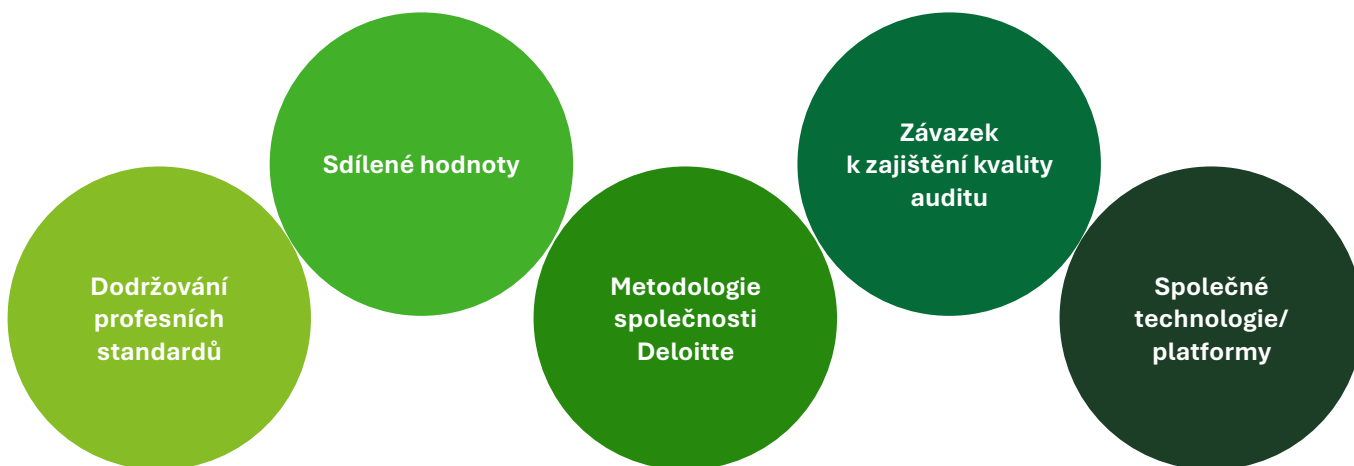 Dodržování
profesních
standardů
Sdílené hodnoty
Metodologie
společnosti
Deloitte
Závazek
k zajištění kvality
auditu
Společné
technologie/
platformy